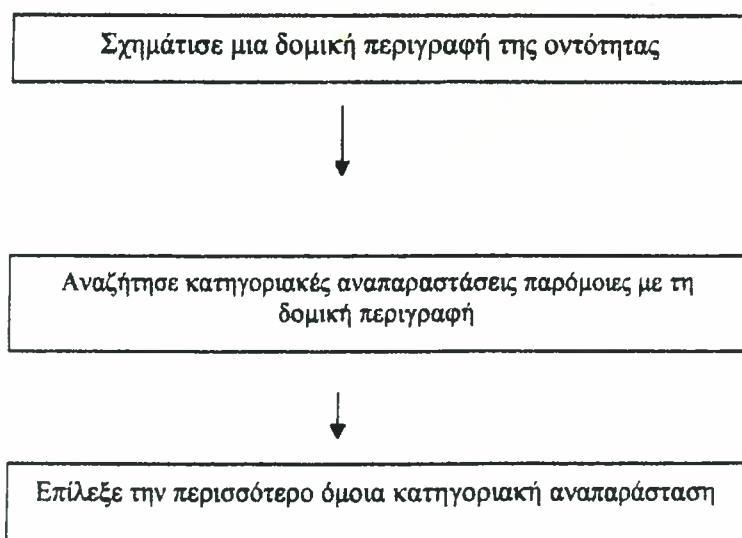 Σχημάτισε μια δομική περιγραφή της οντότητας
Αναζήτησε κατηγοριακές αναπαραστάσεις παρόμοιες με τη
δομική περιγραφή
Επίλεξε την περισσότερο όμοια κατηγοριακή αναπαράσταση